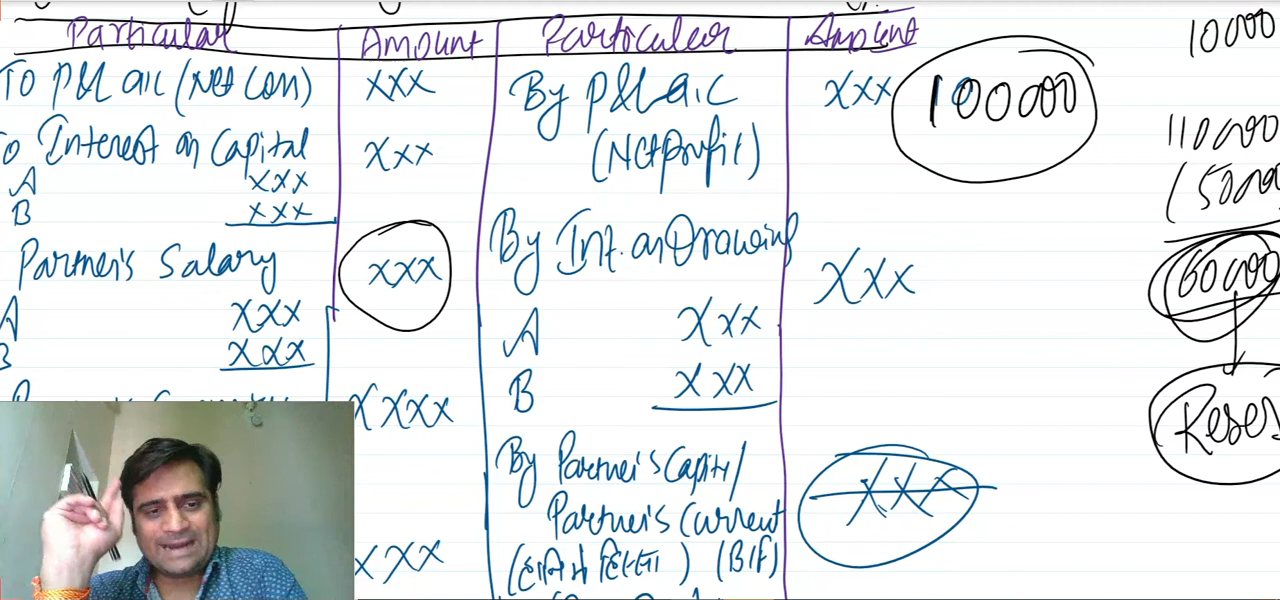 Particular Amount Particular Amount
To P&L a/c (Net Loss) XXX By P&L a/c XXX 100000
(Net Profit)
To Interest on Capital XXX
A XXX
B XXX
Partner's Salary XXX By Int. on Drawing XXX
A XXX A XXX
B XXX B XXX
XXXX
By Partner's Capital/ XXX
Partner's Current
XXX (B/F)
10000
110000
(50000
60000
Reser